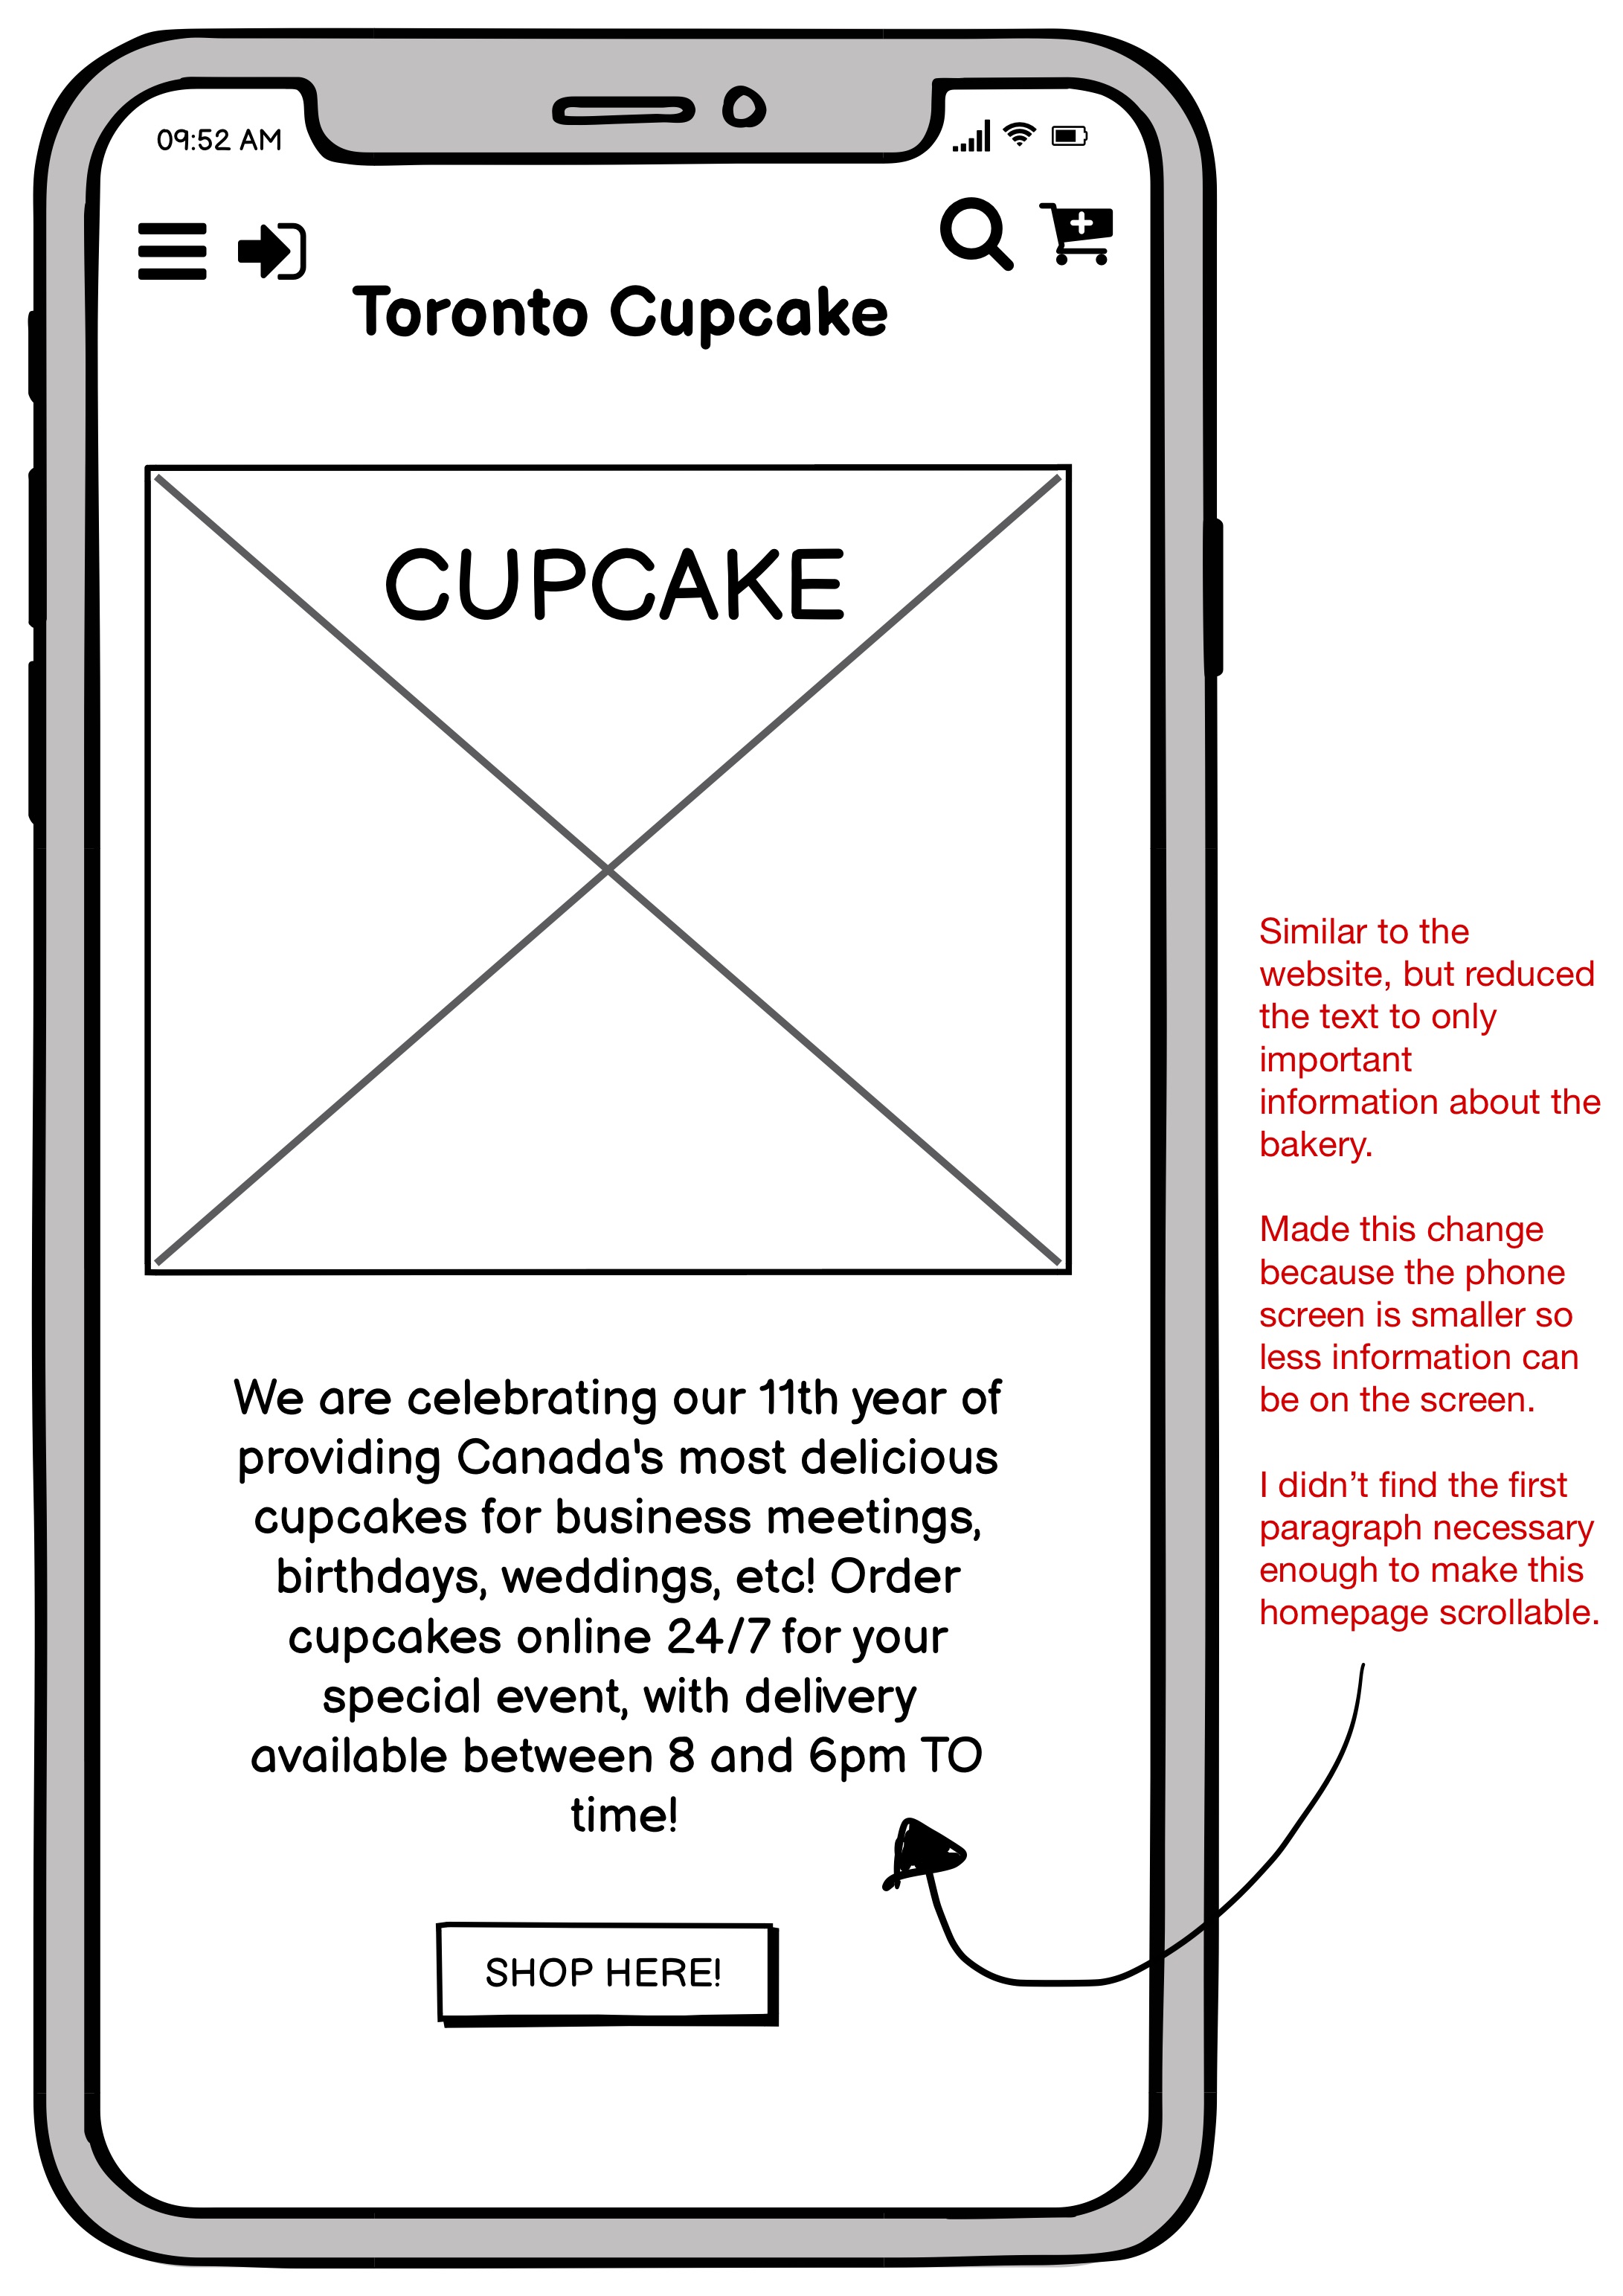 09:52 AM
Toronto Cupcake
CUPCAKE
We are celebrating our 11th year of
providing Canada's most delicious
cupcakes for business meetings,
birthdays, weddings, etc! Order
cupcakes online 24/7 for your
special event, with delivery
available between 8 and 6pm TO
time!
SHOP HERE!
Similar to the
website, but reduced
the text to only
important
information about the
bakery.
Made this change
because the phone
screen is smaller so
less information can
be on the screen.
I didn’t find the first
paragraph necessary
enough to make this
homepage scrollable.